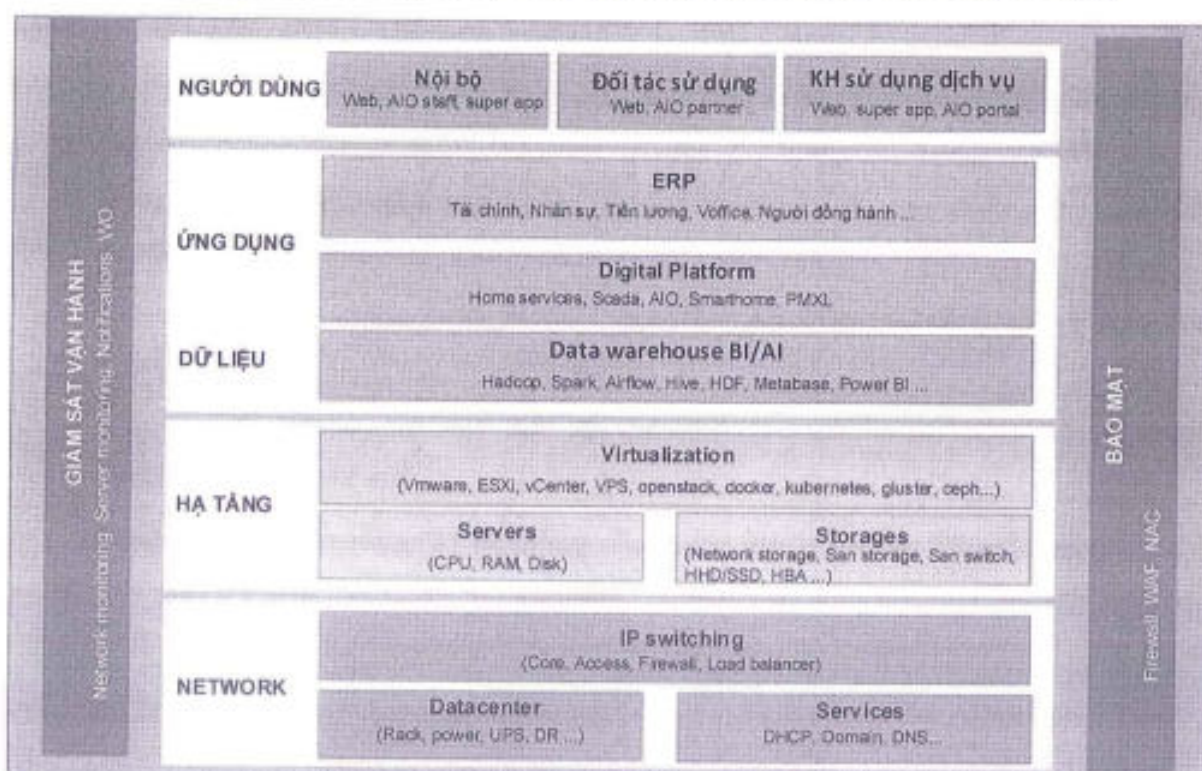 GIÁM SÁT VẬN HÀNH
Network monitoring, Server monitoring, Notifications, WO
NGƯỜI DÙNG
Nội bộ
Web, AIO staff, super app
Đối tác sử dụng
Web, AIO partner
KH sử dụng dịch vụ
Web, super app, AIO portal
ỨNG DỤNG
ERP
Tài chính, Nhân sự, Tiền lương, Voffice, Người đồng hành ...
Digital Platform
Home services, Scada, AIO, Smarthome, PMXL
DỮ LIỆU
Data warehouse BI/AI
Hadoop, Spark, Airflow, Hive, HDF, Metabase, Power BI ...
HẠ TẦNG
Virtualization
(Vmware, ESXi, vCenter, VPS, openstack, docker, kubernetes, gluster, ceph...)
Servers
(CPU, RAM, Disk)
Storages
(Network storage, San storage, San switch,
HHD/SSD, HBA ...)
NETWORK
IP switching
(Core, Access, Firewall, Load balancer)
Datacenter
(Rack, power, UPS, DR ...)
Services
DHCP, Domain, DNS...
BẢO MẬT
Firewall, WAF, NAC